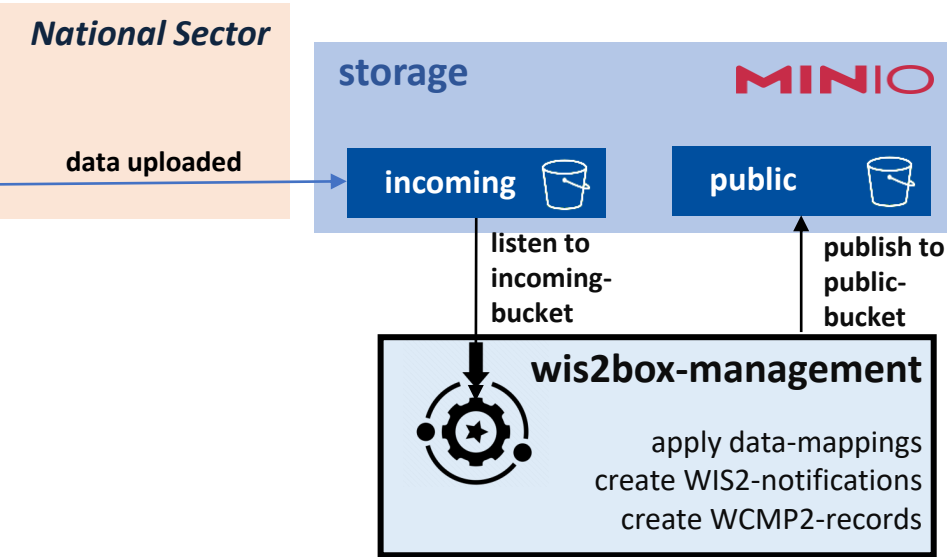 National Sector
storage
MINIO
data uploaded
incoming
public
listen to
incoming-
bucket
publish to
public-
bucket
wis2box-management
apply data-mappings
create WIS2-notifications
create WCMP2-records